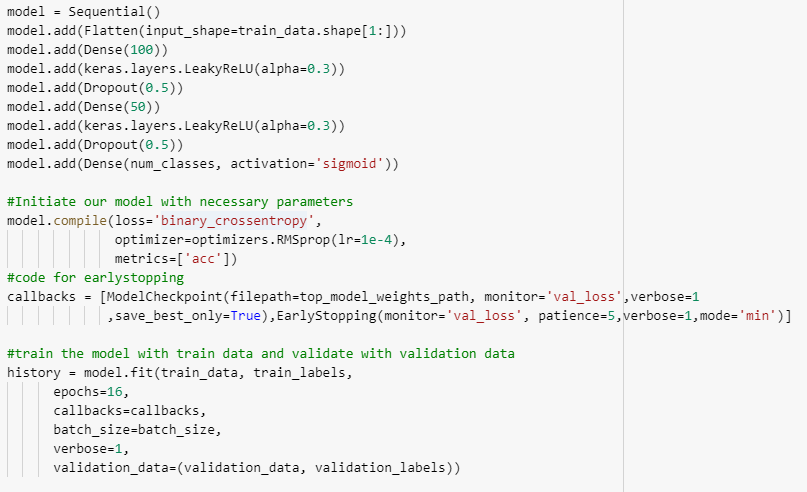 model = Sequential()
model.add(Flatten(input_shape=train_data.shape[1:]))
model.add(Dense(100))
model.add(keras.layers.LeakyReLU(alpha=0.3))
model.add(Dropout(0.5))
model.add(Dense(50))
model.add(keras.layers.LeakyReLU(alpha=0.3))
model.add(Dropout(0.5))
model.add(Dense(num_classes, activation='sigmoid'))

#Initiate our model with necessary parameters
model.compile(loss='binary_crossentropy',
              optimizer=optimizers.RMSprop(lr=1e-4),
              metrics=['acc'])
#code for earlystopping
callbacks = [ModelCheckpoint(filepath=top_model_weights_path, monitor='val_loss',verbose=1
             ,save_best_only=True),EarlyStopping(monitor='val_loss', patience=5,verbose=1,mode='min')]

#train the model with train data and validate with validation data
history = model.fit(train_data, train_labels,
      epochs=16,
      callbacks=callbacks,
      batch_size=batch_size,
      verbose=1,
      validation_data=(validation_data, validation_labels))